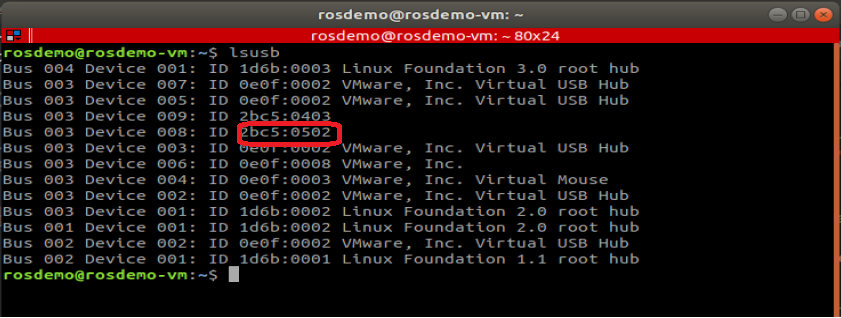 rosdemo@rosdemo-vm: ~
rosdemo@rosdemo-vm: ~ 80x24
rosdemo@rosdemo-vm:~$ lsusb
Bus 004 Device 001: ID 1d6b:0003 Linux Foundation 3.0 root hub
Bus 003 Device 007: ID 0e0f:0002 VMware, Inc. Virtual USB Hub
Bus 003 Device 005: ID 0e0f:0002 VMware, Inc. Virtual USB Hub
Bus 003 Device 009: ID 2bc5:0403
Bus 003 Device 008: ID 2bc5:0502
Bus 003 Device 003: ID 0e0f:0002 VMware, Inc. Virtual USB Hub
Bus 003 Device 006: ID 0e0f:0008 VMware, Inc.
Bus 003 Device 004: ID 0e0f:0003 VMware, Inc. Virtual Mouse
Bus 003 Device 002: ID 0e0f:0002 VMware, Inc. Virtual USB Hub
Bus 003 Device 001: ID 1d6b:0002 Linux Foundation 2.0 root hub
Bus 001 Device 001: ID 1d6b:0002 Linux Foundation 2.0 root hub
Bus 002 Device 002: ID 0e0f:0002 VMware, Inc. Virtual USB Hub
Bus 002 Device 001: ID 1d6b:0001 Linux Foundation 1.1 root hub
rosdemo@rosdemo-vm:~$